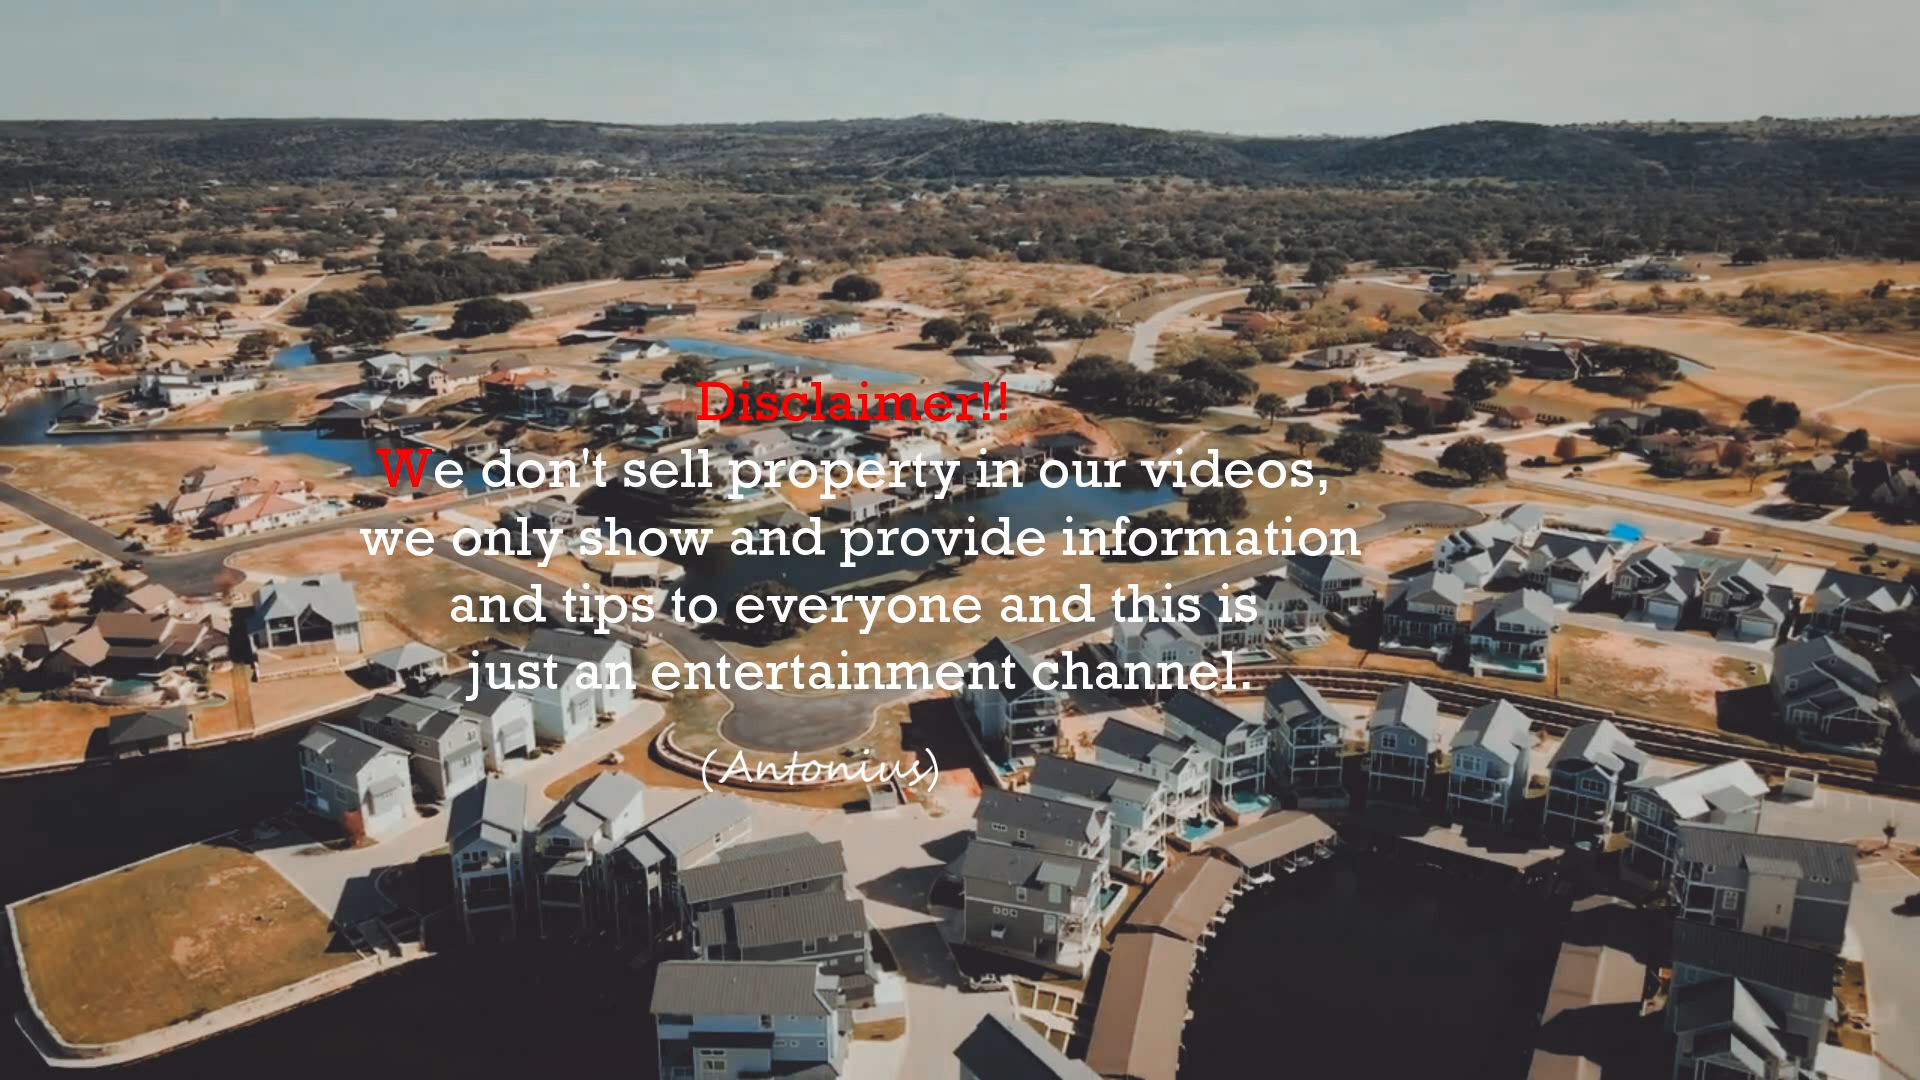 Disclaimer!!
We don't sell property in our videos,
we only show and provide information
and tips to everyone and this is
just an entertainment channel.
(Antonius)